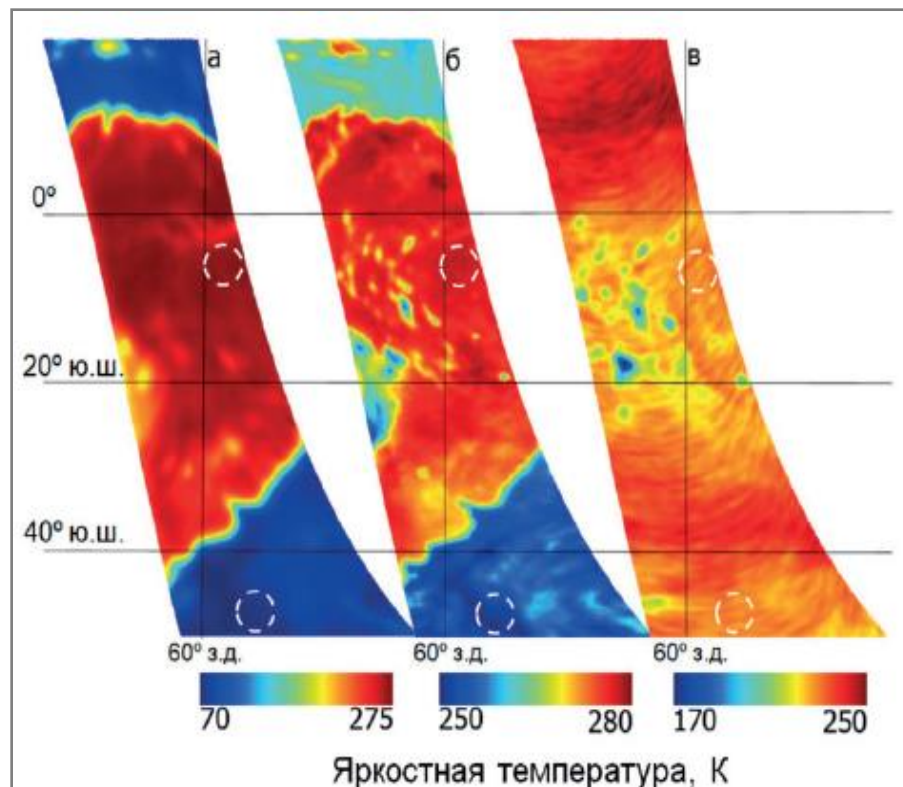 а б в
0º
20º ю.ш.
40º ю.ш.
60º з.д. 60º з.д. 60º з.д.
70 275 250 280 170 250
Яркостная температура, К